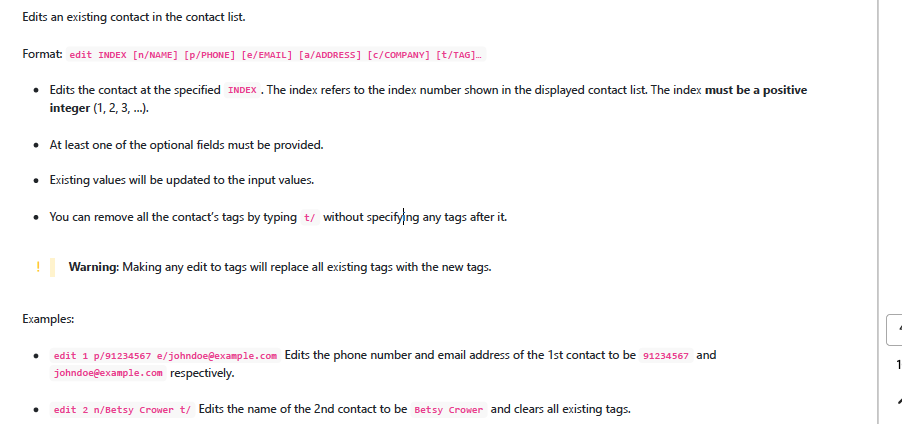 Edits an existing contact in the contact list.
Format: edit INDEX [n/NAME] [p/PHONE] [e/EMAIL] [a/ADDRESS] [c/COMPANY] [t/TAG]…
• Edits the contact at the specified INDEX . The index refers to the index number shown in the displayed contact list. The index must be a positive
integer (1, 2, 3, …).
• At least one of the optional fields must be provided.
• Existing values will be updated to the input values.
• You can remove all the contact’s tags by typing t/ without specifying any tags after it.
! Warning: Making any edit to tags will replace all existing tags with the new tags.
Examples:
• edit 1 p/91234567 e/johndoe@example.com Edits the phone number and email address of the 1st contact to be 91234567 and
johndoe@example.com respectively.
• edit 2 n/Betsy Crower t/ Edits the name of the 2nd contact to be Betsy Crower and clears all existing tags.
1